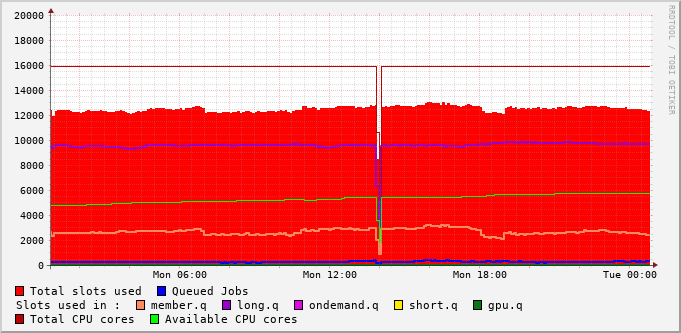 RRDTOOL / TOBI OETIKER
20000
18000
16000
14000
12000
10000
8000
6000
4000
2000
0
Mon 06:00 Mon 12:00 Mon 18:00 Tue 00:00
Total slots used Queued Jobs
Slots used in : member.q long.q ondemand.q short.q gpu.q
Total CPU cores Available CPU cores